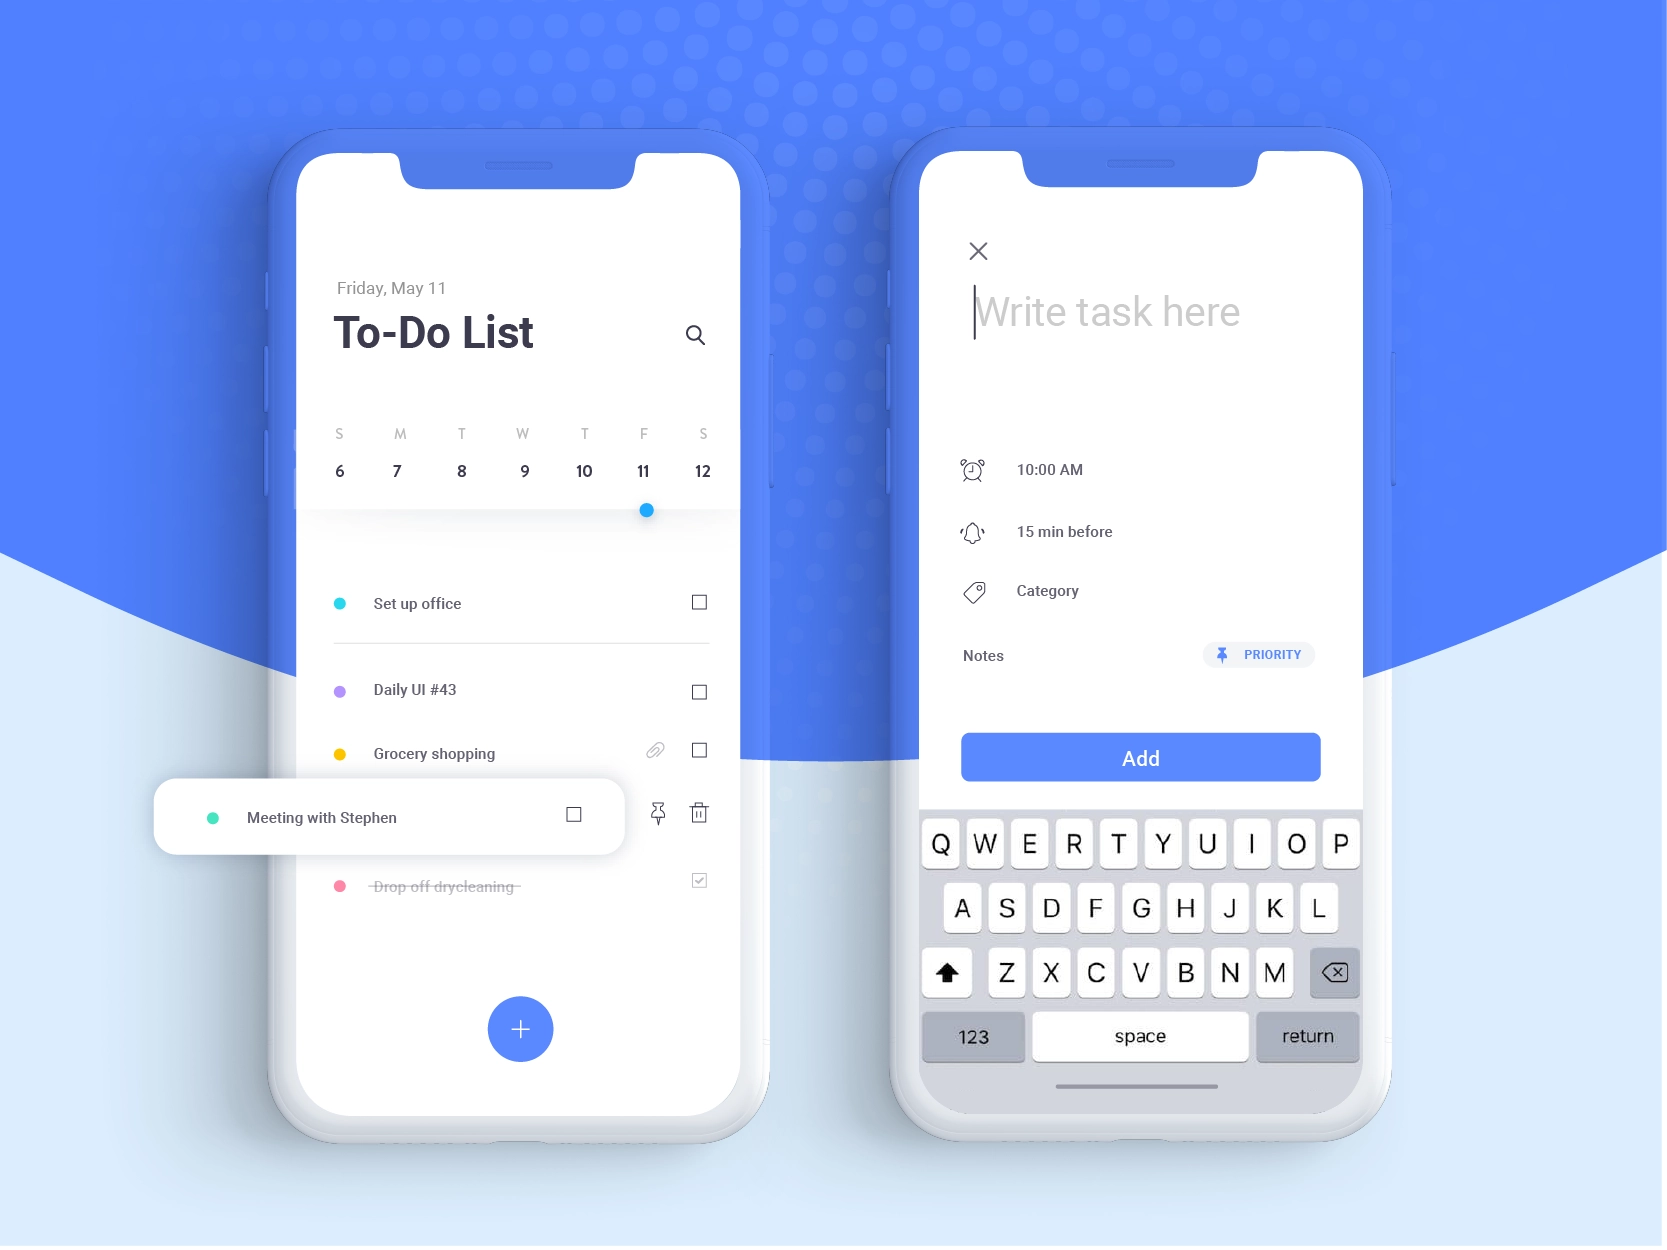 Friday, May 11
To-Do List
S M T W T F S
6 7 8 9 10 11 12
Set up office
Daily UI #43
Grocery shopping
Meeting with Stephen
Drop off drycleaning
Write task here
10:00 AM
15 min before
Category
Notes
PRIORITY
Add
Q W E R T Y U I O P
A S D F G H J K L
Z X C V B N M
123 space return